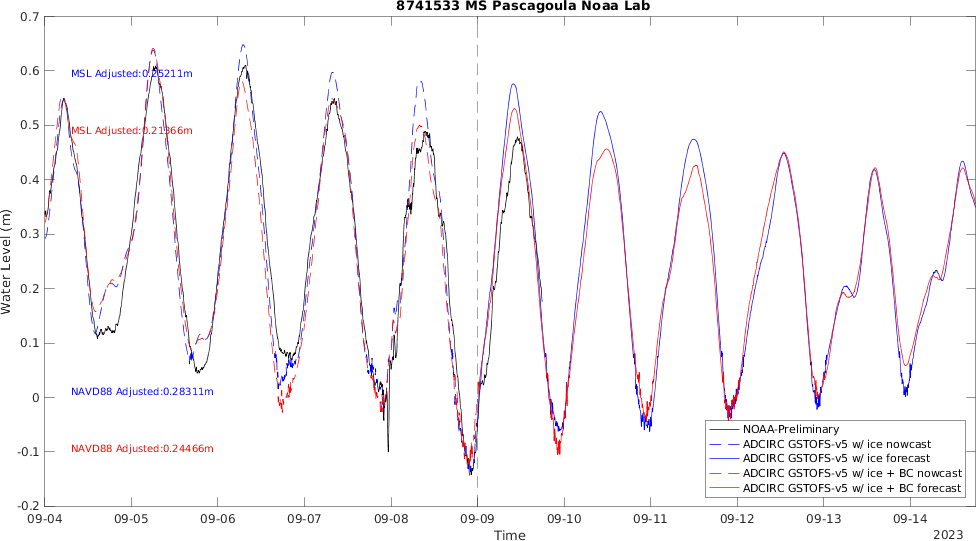 8741533 MS Pascagoula Noaa Lab
0.7
0.6
0.5
0.4
0.3
0.2
0.1
0
-0.1
-0.2
Water Level (m)
MSL Adjusted:0.25211m
MSL Adjusted:0.21366m
NAVD88 Adjusted:0.28311m
NAVD88 Adjusted:0.24466m
NOAA-Preliminary
ADCIRC GSTOFS-v5 w/ ice nowcast
ADCIRC GSTOFS-v5 w/ ice forecast
ADCIRC GSTOFS-v5 w/ ice + BC nowcast
ADCIRC GSTOFS-v5 w/ ice + BC forecast
09-04 09-05 09-06 09-07 09-08 09-09 09-10 09-11 09-12 09-13 09-14
Time
2023